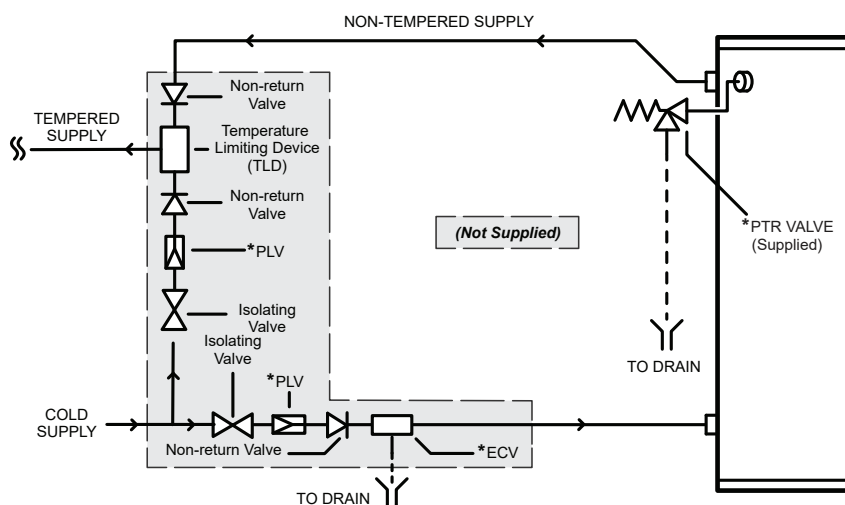 NON-TEMPERED SUPPLY
Non-return
Valve
TEMPERED
SUPPLY
Temperature
Limiting Device
(TLD)
Non-return
Valve
*PLV
(Not Supplied)
*PTR VALVE
(Supplied)
Isolating
Valve
Isolating
Valve
TO DRAIN
*PLV
COLD
SUPPLY
Non-return Valve
*ECV
TO DRAIN